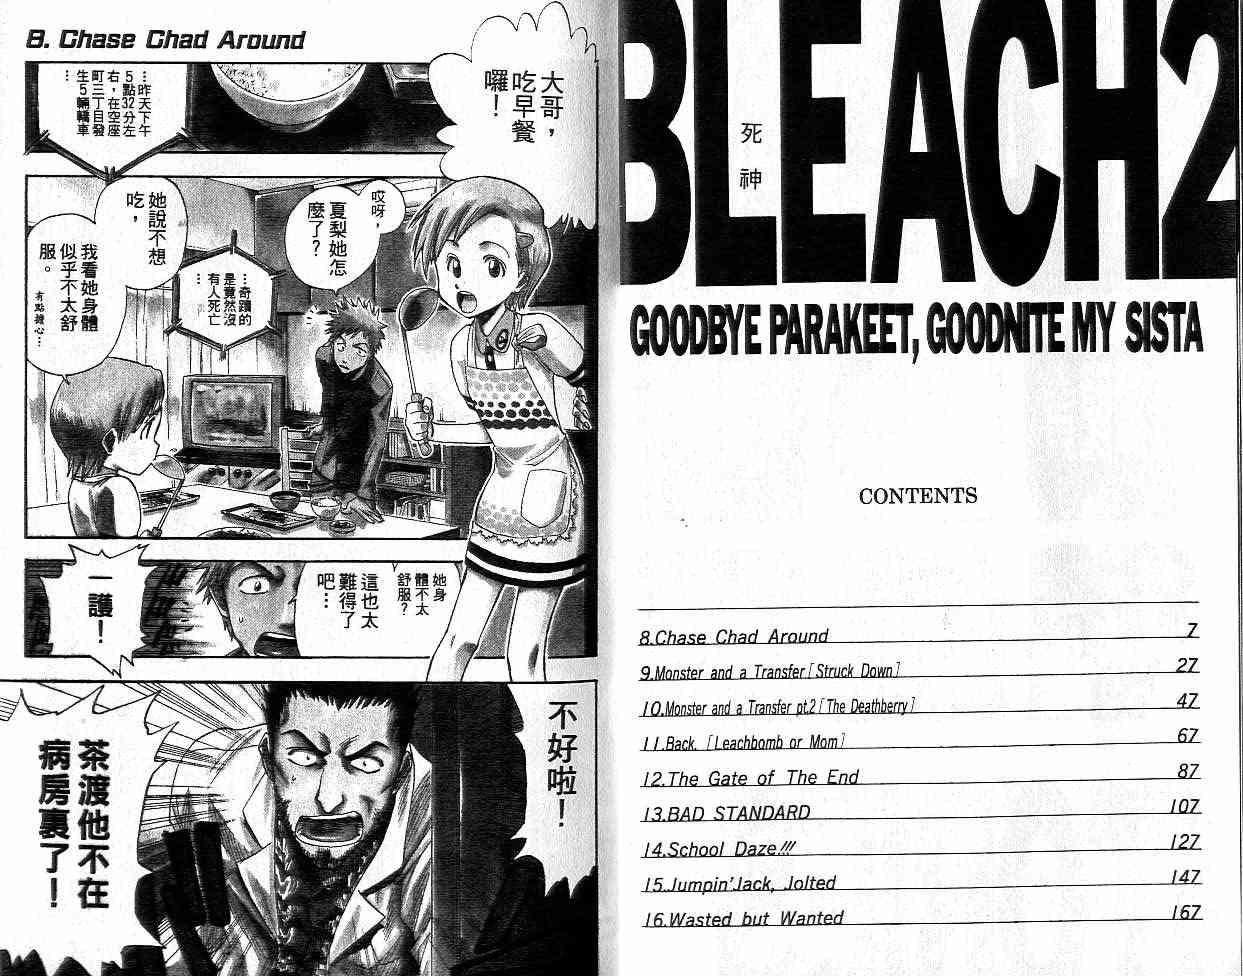 BLEACH2
死
神
GOODBYE PARAKEET, GOODNITE MY SISTA
CONTENTS
8.Chase Chad Around 7
9.Monster and a Transfer[Struck Down] 27
10.Monster and a Transfer pt.2[The Deathberry] 47
11.Back. [Leachbomb or Mom] 67
12.The Gate of The End 87
13.BAD STANDARD 107
14.School Daze!!! 127
15.Jumpin'Jack, Jolted 147
16.Wasted but Wanted 167
8. Chase Chad Around
大哥，
吃早餐
囉！
…昨天下午
5點32分左
右，在空座
町三丁目發
生5輛轎車
…
哎呀，
夏梨她怎
麼了？
…奇蹟的
是竟然沒
有人死亡
…
她說不想
吃，
我看她身體
似乎不太舒
服。
有點擔心…
她身
體不太
舒服？
這也太
難得了
吧…
一護！
不好啦！
茶渡他不在
病房裏了！